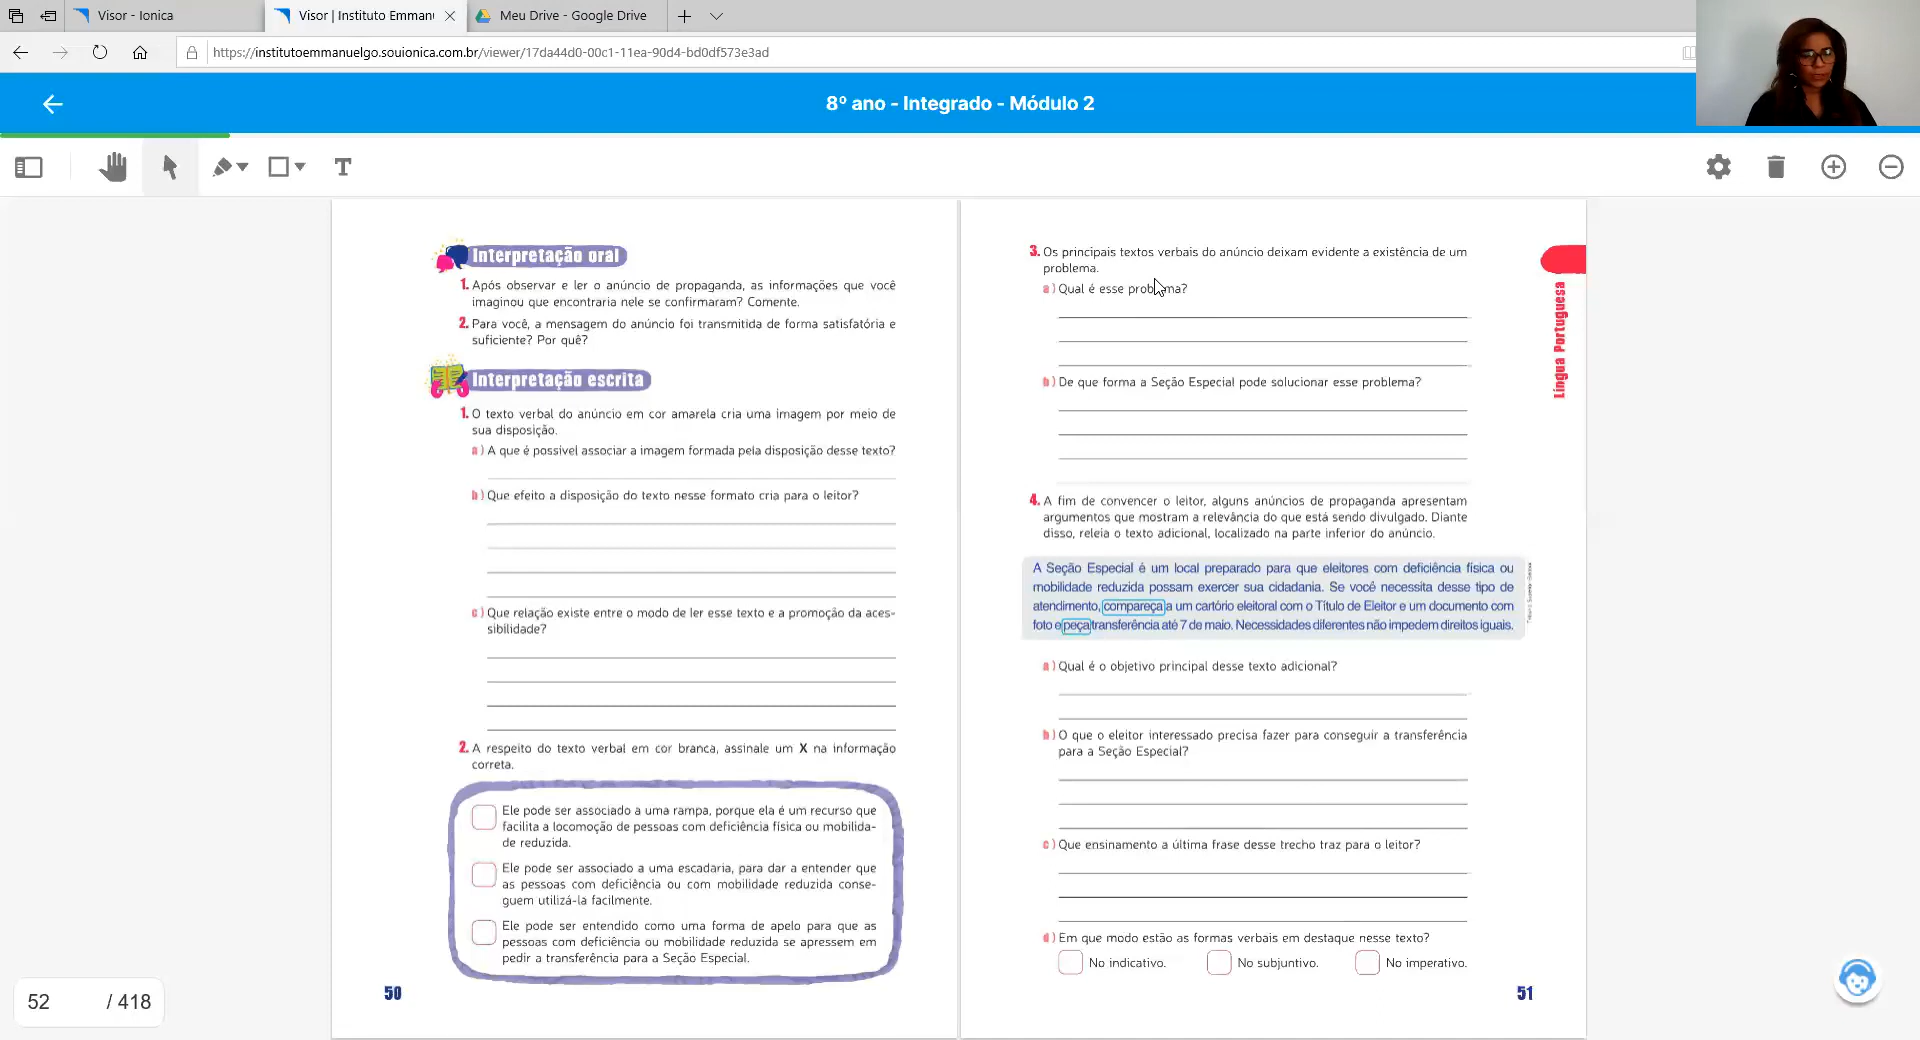 Visor - Ionica
Visor | Instituto Emmanu
Meu Drive - Google Drive
https://institutoemmanuelgo.souionica.com.br/viewer/17da44d0-00c1-11ea-90d4-bd0df573e3ad
8º ano - Integrado - Módulo 2
T
Interpretação oral
1. Após observar e ler o anúncio de propaganda, as informações que você
imaginou que encontraria nele se confirmaram? Comente.
2. Para você, a mensagem do anúncio foi transmitida de forma satisfatória e
suficiente? Por quê?
Interpretação escrita
1. O texto verbal do anúncio em cor amarela cria uma imagem por meio de
sua disposição.
a) A que é possível associar a imagem formada pela disposição desse texto?
b) Que efeito a disposição do texto nesse formato cria para o leitor?
c) Que relação existe entre o modo de ler esse texto e a promoção da aces-
sibilidade?
2. A respeito do texto verbal em cor branca, assinale um X na informação
correta.
Ele pode ser associado a uma rampa, porque ela é um recurso que
facilita a locomoção de pessoas com deficiência física ou mobilida-
de reduzida.
Ele pode ser associado a uma escadaria, para dar a entender que
as pessoas com deficiência ou com mobilidade reduzida conse-
guem utilizá-la facilmente.
Ele pode ser entendido como uma forma de apelo para que as
pessoas com deficiência ou mobilidade reduzida se apressem em
pedir a transferência para a Seção Especial.
50
3. Os principais textos verbais do anúncio deixam evidente a existência de um
problema.
a) Qual é esse problema?
b) De que forma a Seção Especial pode solucionar esse problema?
4. A fim de convencer o leitor, alguns anúncios de propaganda apresentam
argumentos que mostram a relevância do que está sendo divulgado. Diante
disso, releia o texto adicional, localizado na parte inferior do anúncio.
A Seção Especial é um local preparado para que eleitores com deficiência física ou
mobilidade reduzida possam exercer sua cidadania. Se você necessita desse tipo de
atendimento, compareça a um cartório eleitoral com o Título de Eleitor e um documento com
foto e peça transferência até 7 de maio. Necessidades diferentes não impedem direitos iguais.
a) Qual é o objetivo principal desse texto adicional?
b) O que o eleitor interessado precisa fazer para conseguir a transferência
para a Seção Especial?
c) Que ensinamento a última frase desse trecho traz para o leitor?
d) Em que modo estão as formas verbais em destaque nesse texto?
No indicativo.
No subjuntivo.
No imperativo.
51
Língua Portuguesa
52 / 418